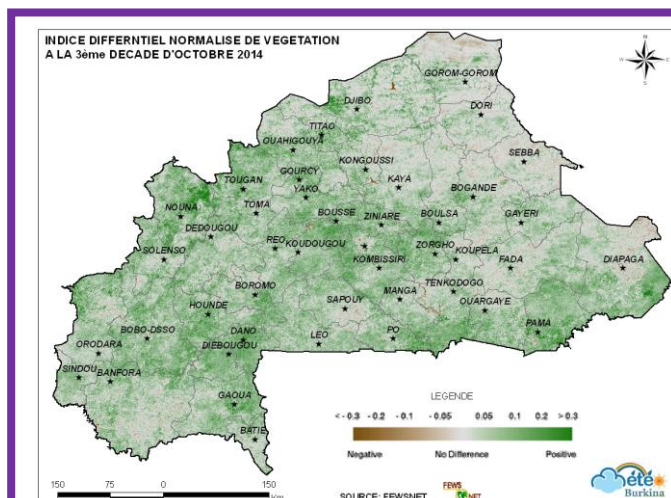 INDICE DIFFERNTIEL NORMALISE DE VEGETATION
A LA 3ème DECADE D'OCTOBRE 2014
N
W E
S
GOROM-GOROM
DJIBO
DORI
TITAO
OUAHIGOUYA
SEBBA
KONGOUSSI
TOUGAN
GOURCY
KAYA
YAKO
BOGANDE
NOUNA
TOMA
BOUSSE
ZINIARE
BOULSA
GAYERI
DEDOUGOU
SOLENSO
REO
KOUDOUGOU
ZORGHO
KOUPELA
KOMBISSIRI
FADA
DIAPAGA
BOROMO
TENKODOGO
MANGA
HOUNDE
SAPOUY
OUARGAYE
BOBO-DSSO
DANO
LEO
PO
PAMA
ORODARA
DIEBOUGOU
SINDOU
BANFORA
GAOUA
BATIE
LEGENDE
< - 0.3 - 0.2 - 0.1 0.05 0.1 0.2 > 0.3
Negative No Difference Positive
150 75 0 150
SOURCE: FEWSNET
FEWS
NET
été
Burkina